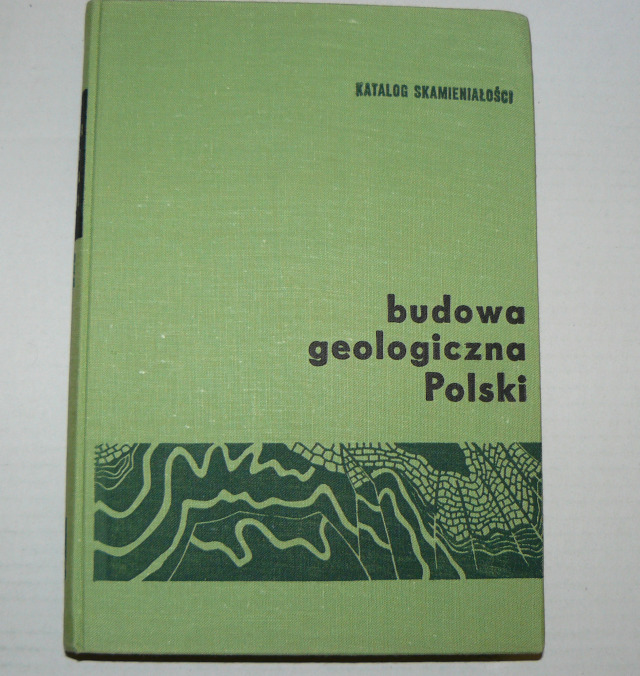 KATALOG SKAMIENIAŁOŚCI
budowa
geologiczna
Polski